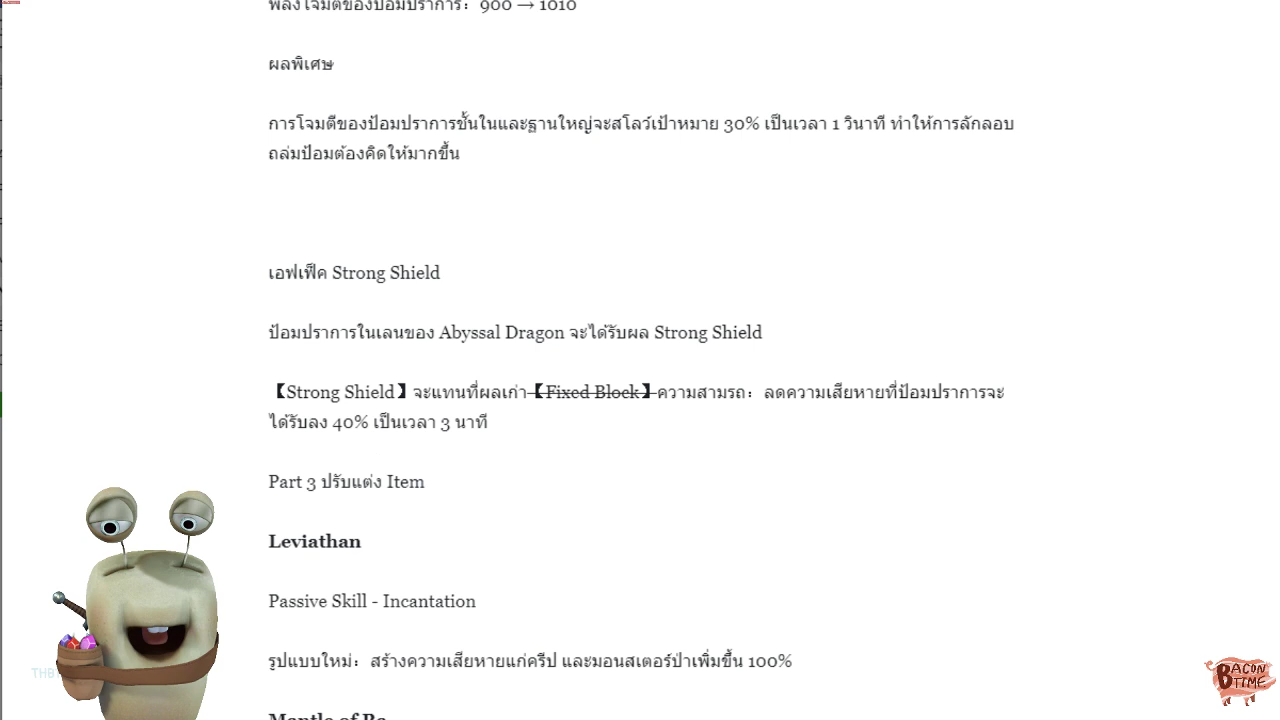 พลังโจมตีของป้อมปราการ: 900 → 1010
ผลพิเศษ
การโจมตีของป้อมปราการชั้นในและฐานใหญ่จะสโลว์เป้าหมาย 30% เป็นเวลา 1 วินาที ทำให้การลักลอบ
ถล่มป้อมต้องคิดให้มากขึ้น
เอฟเฟ็ค Strong Shield
ป้อมปราการในเลนของ Abyssal Dragon จะได้รับผล Strong Shield
【Strong Shield】จะแทนที่ผลเก่า【Fixed Block】ความสามรถ: ลดความเสียหายที่ป้อมปราการจะ
ได้รับลง 40% เป็นเวลา 3 นาที
Part 3 ปรับแต่ง Item
Leviathan
Passive Skill - Incantation
รูปแบบใหม่: สร้างความเสียหายแก่ครีป และมอนสเตอร์ป่าเพิ่มขึ้น 100%
THB
BACON
TIME
Mantle of Ra